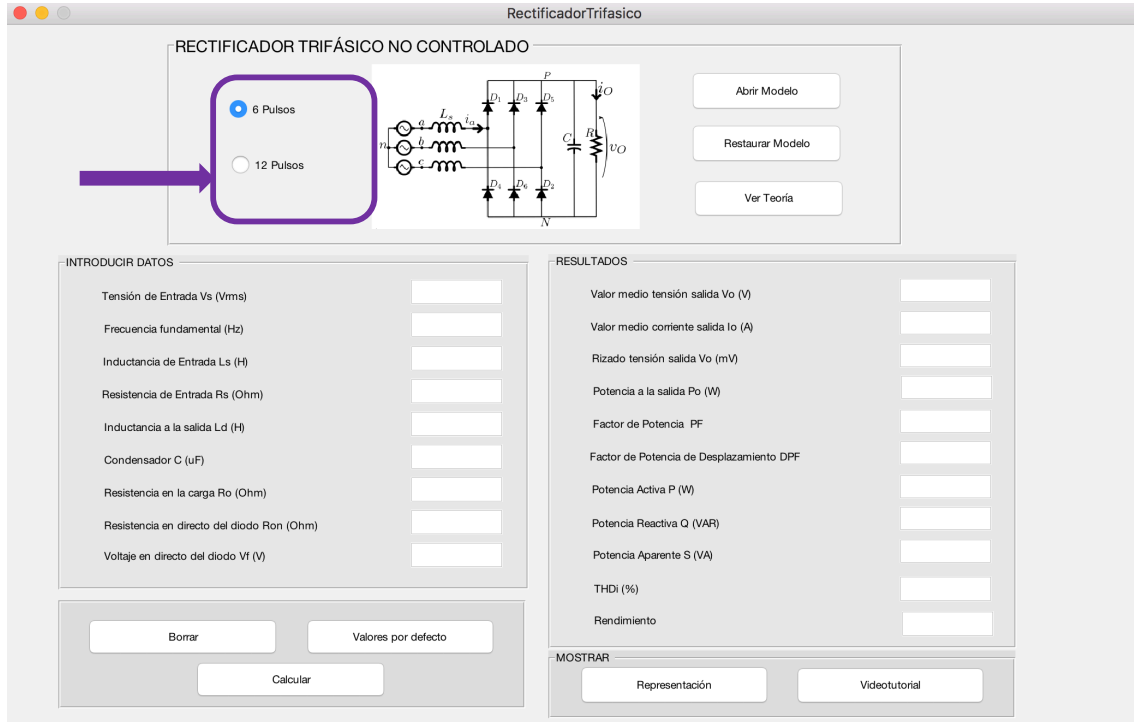 RectificadorTrifasico
RECTIFICADOR TRIFÁSICO NO CONTROLADO
6 Pulsos
12 Pulsos
P
D1 D3 D5
iO
Ls
ia
a
n b
c
C
R
vO
D4 D6 D2
N
Abrir Modelo
Restaurar Modelo
Ver Teoría
INTRODUCIR DATOS
Tensión de Entrada Vs (Vrms)
Frecuencia fundamental (Hz)
Inductancia de Entrada Ls (H)
Resistencia de Entrada Rs (Ohm)
Inductancia a la salida Ld (H)
Condensador C (uF)
Resistencia en la carga Ro (Ohm)
Resistencia en directo del diodo Ron (Ohm)
Voltaje en directo del diodo Vf (V)
Borrar
Valores por defecto
Calcular
RESULTADOS
Valor medio tensión salida Vo (V)
Valor medio corriente salida Io (A)
Rizado tensión salida Vo (mV)
Potencia a la salida Po (W)
Factor de Potencia  PF
Factor de Potencia de Desplazamiento DPF
Potencia Activa P (W)
Potencia Reactiva Q (VAR)
Potencia Aparente S (VA)
THDi (%)
Rendimiento
MOSTRAR
Representación
Videotutorial